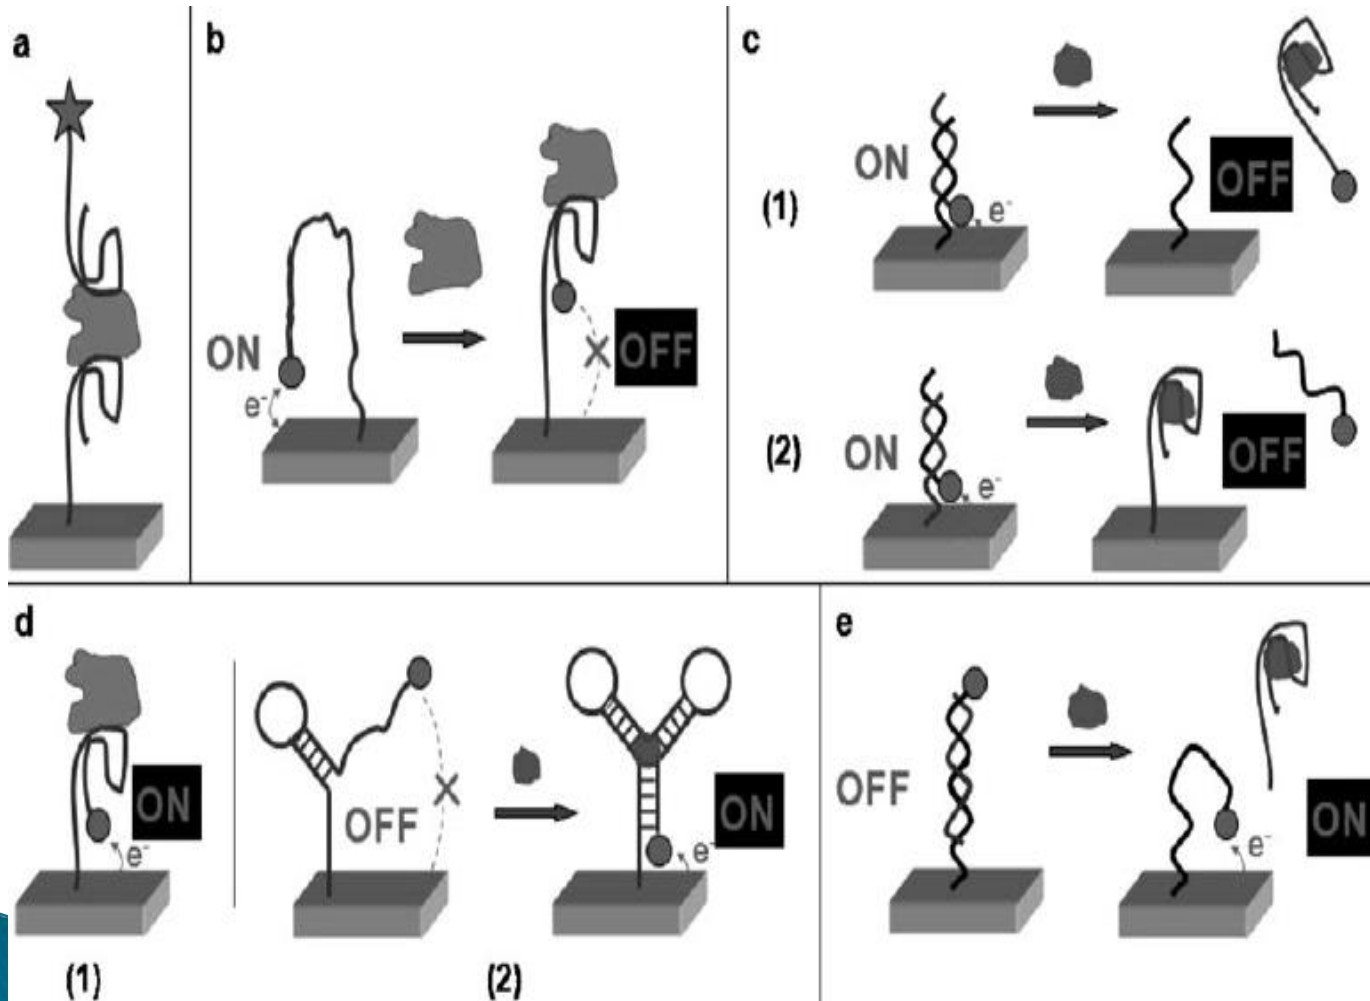 a
b
ON
e⁻
X
OFF
c
(1)
ON
e⁻
OFF
(2)
ON
e⁻
OFF
d
ON
e⁻
(1)
OFF
X
ON
e⁻
(2)
e
OFF
ON
e⁻